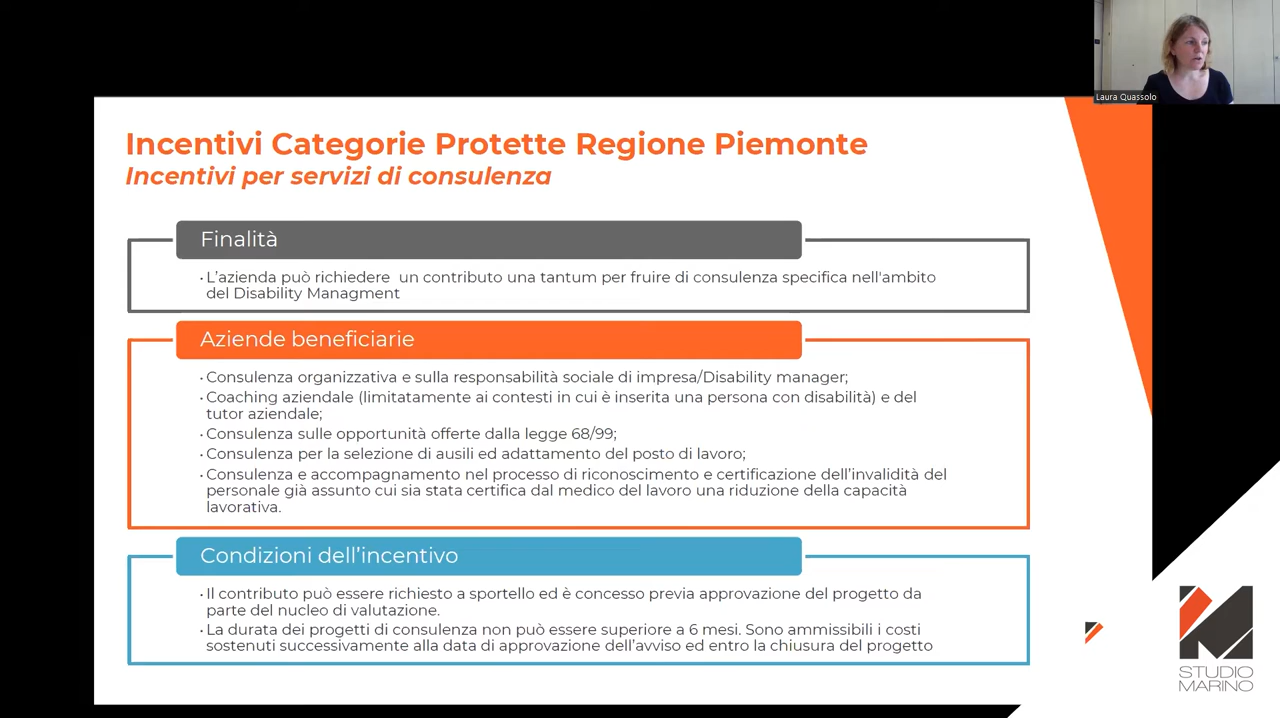 Laura Quassolo
Incentivi Categorie Protette Regione Piemonte
Incentivi per servizi di consulenza
Finalità
· L'azienda può richiedere un contributo una tantum per fruire di consulenza specifica nell'ambito
del Disability Managment
Aziende beneficiarie
· Consulenza organizzativa e sulla responsabilità sociale di impresa/Disability manager;
· Coaching aziendale (limitatamente ai contesti in cui è inserita una persona con disabilità) e del
tutor aziendale;
· Consulenza sulle opportunità offerte dalla legge 68/99;
· Consulenza per la selezione di ausili ed adattamento del posto di lavoro;
· Consulenza e accompagnamento nel processo di riconoscimento e certificazione dell'invalidità del
personale già assunto cui sia stata certifica dal medico del lavoro una riduzione della capacità
lavorativa.
Condizioni dell'incentivo
· Il contributo può essere richiesto a sportello ed è concesso previa approvazione del progetto da
parte del nucleo di valutazione.
· La durata dei progetti di consulenza non può essere superiore a 6 mesi. Sono ammissibili i costi
sostenuti successivamente alla data di approvazione dell'avviso ed entro la chiusura del progetto
STUDIO
MARINO